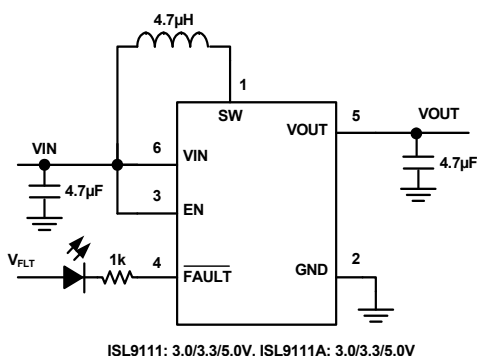 4.7µH
1
SW
5
VOUT
VOUT
VIN
6
VIN
4.7µF
4.7µF
3
EN
VFLT
1k
4
FAULT
GND
2
ISL9111: 3.0/3.3/5.0V, ISL9111A: 3.0/3.3/5.0V